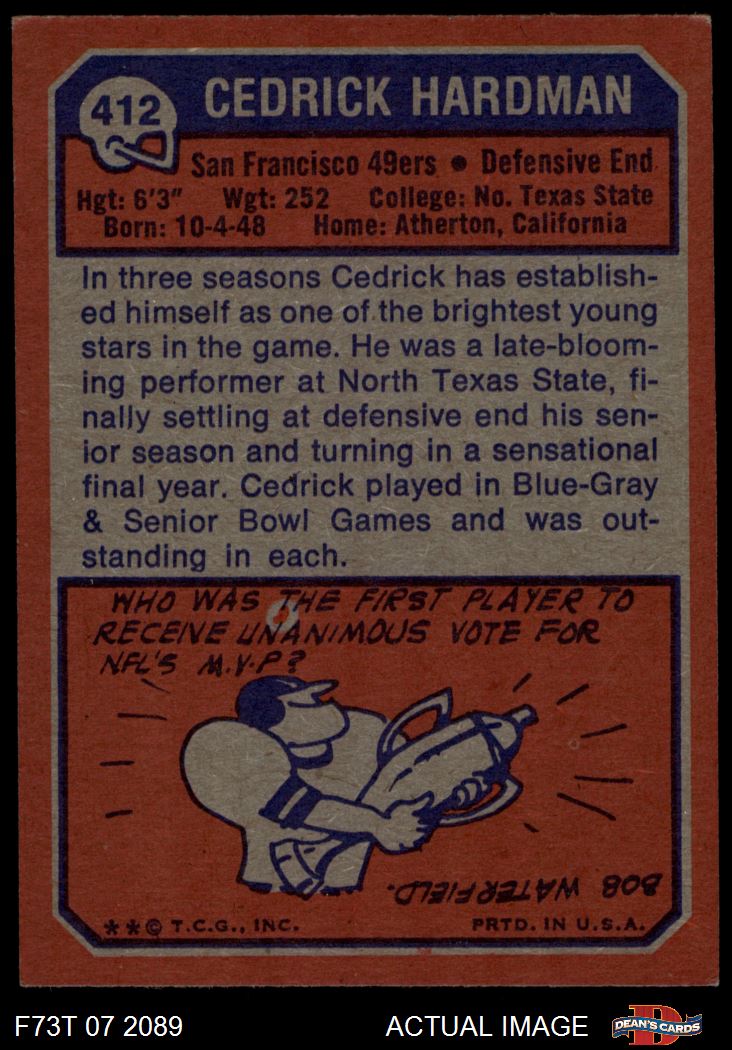 412
CEDRICK HARDMAN
San Francisco 49ers • Defensive End
Hgt: 6'3" Wgt: 252 College: No. Texas State
Born: 10-4-48 Home: Atherton, California
In three seasons Cedrick has establish-
ed himself as one of the brightest young
stars in the game. He was a late-bloom-
ing performer at North Texas State, fi-
nally settling at defensive end his sen-
ior season and turning in a sensational
final year. Cedrick played in Blue-Gray
& Senior Bowl Games and was out-
standing in each.
WHO WAS THE FIRST PLAYER TO
RECEIVE UNANIMOUS VOTE FOR
NFL'S M.V.P?
BOB WATERFIELD.
**© T.C.G., INC. PRTD. IN U.S.A.
F73T 07 2089 ACTUAL IMAGE
D
DEAN'S CARDS